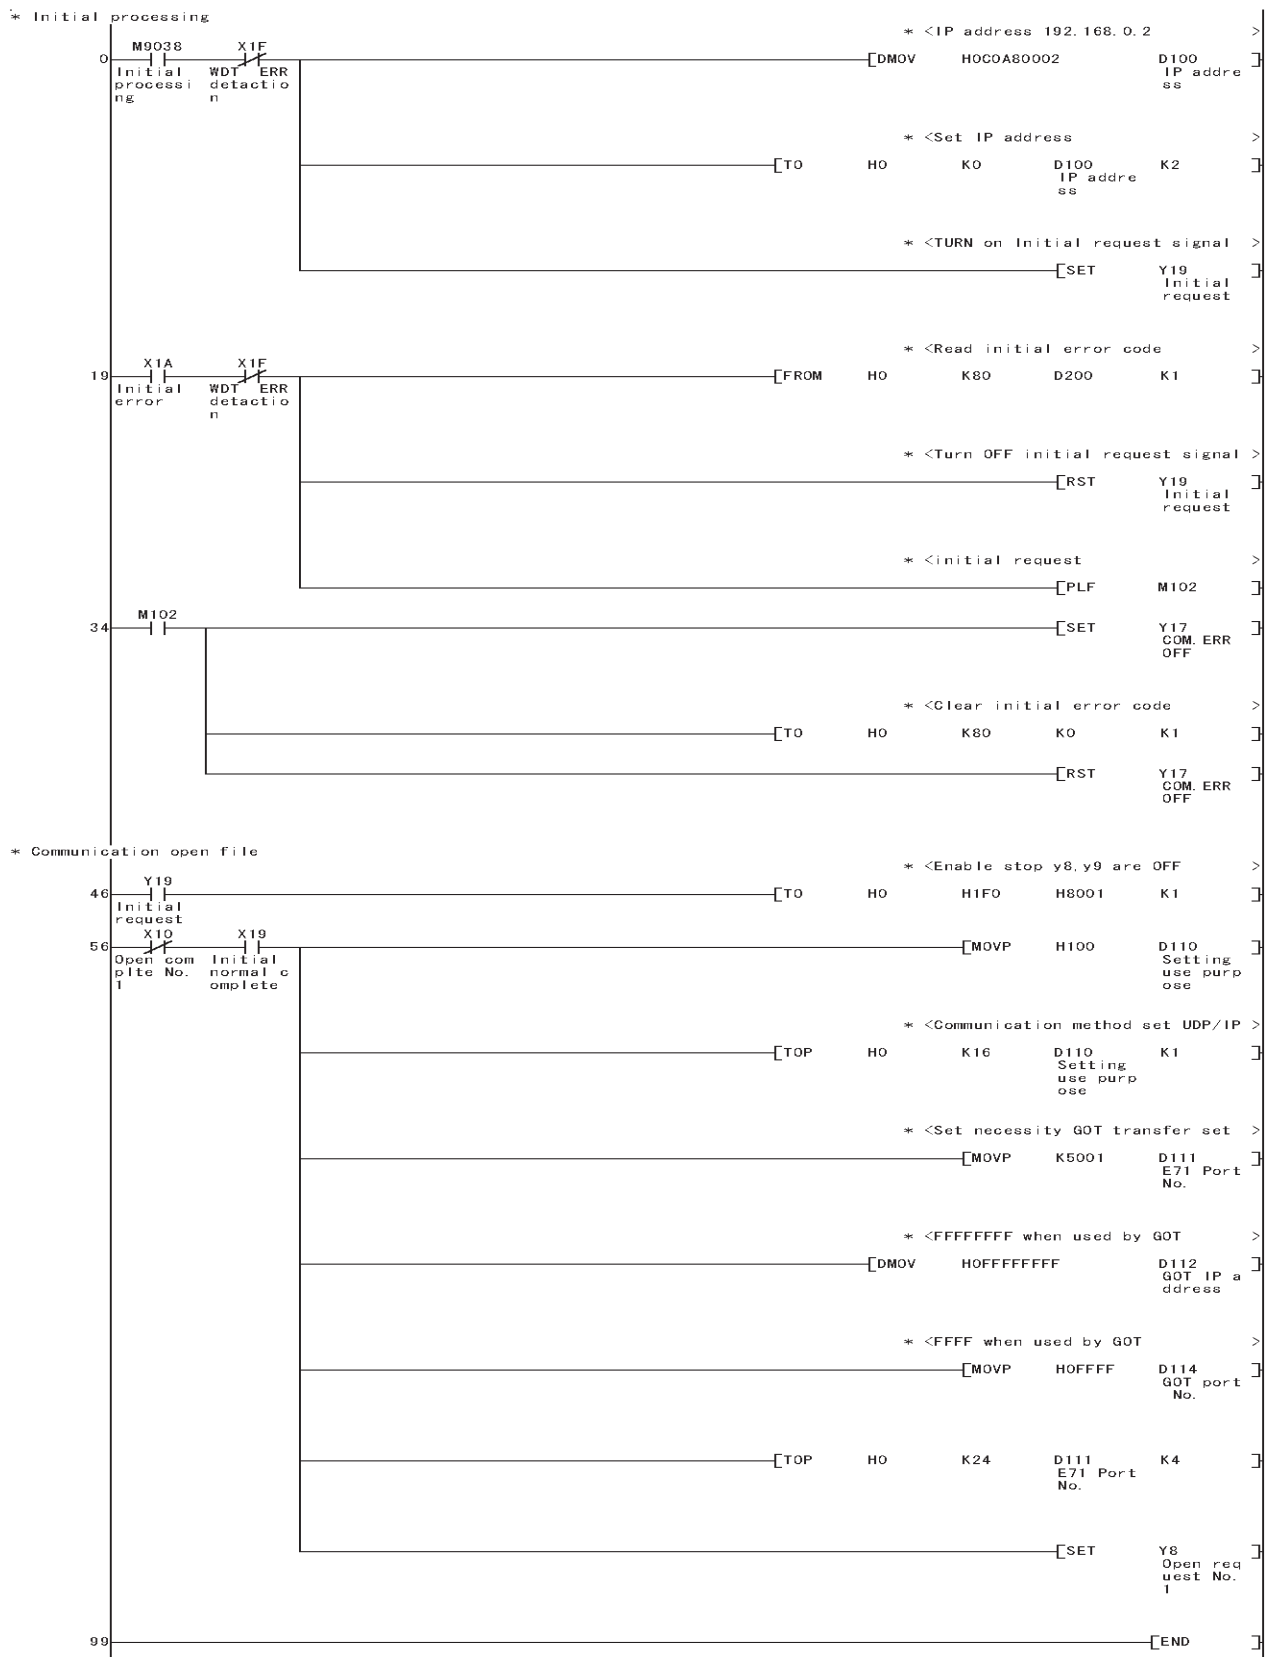 * Initial processing
* <IP address 192.168.0.2 >
M9038 X1F
0 [DMOV H0C0A80002 D100 ]
Initial WDT ERR IP addre
processi detactio ss
ng n
* <Set IP address >
[TO H0 K0 D100 K2 ]
IP addre
ss
* <TURN on Initial request signal >
[SET Y19 ]
Initial
request
* <Read initial error code >
X1A X1F
19 [FROM H0 K80 D200 K1 ]
Initial WDT ERR
error detactio
n
* <Turn OFF initial request signal >
[RST Y19 ]
Initial
request
* <initial request >
[PLF M102 ]
M102
34 [SET Y17 ]
COM.ERR
OFF
* <Clear initial error code >
[TO H0 K80 K0 K1 ]
[RST Y17 ]
COM.ERR
OFF
* Communication open file
* <Enable stop y8,y9 are OFF >
Y19
46 [TO H0 H1F0 H8001 K1 ]
Initial
request
X10 X19
56 [MOVP H100 D110 ]
Open com Initial Setting
plte No. normal c use purp
1 omplete ose
* <Communication method set UDP/IP >
[TOP H0 K16 D110 K1 ]
Setting
use purp
ose
* <Set necessity GOT transfer set >
[MOVP K5001 D111 ]
E71 Port
No.
* <FFFFFFFF when used by GOT >
[DMOV H0FFFFFFFF D112 ]
GOT IP a
ddress
* <FFFF when used by GOT >
[MOVP H0FFFF D114 ]
GOT port
No.
[TOP H0 K24 D111 K4 ]
E71 Port
No.
[SET Y8 ]
Open req
uest No.
1
99 [END ]